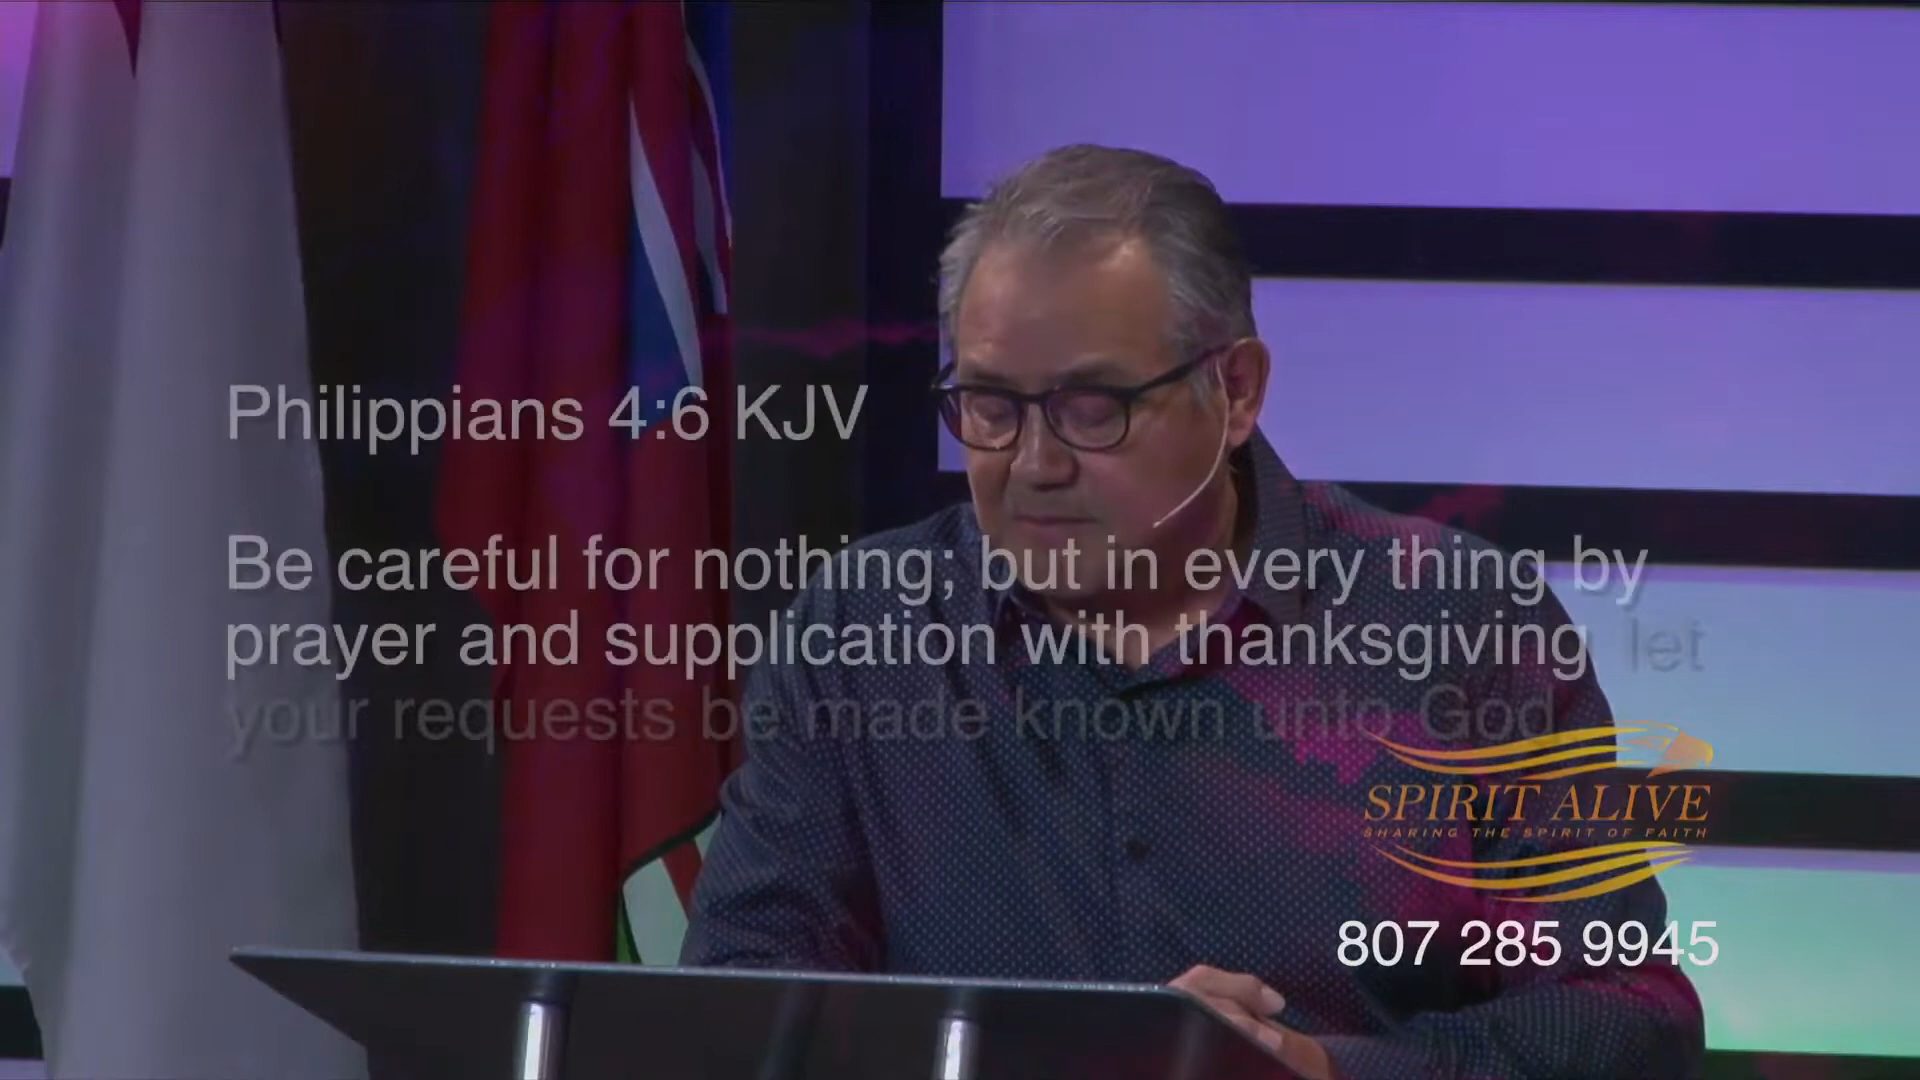 Philippians 4:6 KJV
Be careful for nothing; but in every thing by
prayer and supplication with thanksgiving let
your requests be made known unto God.
SPIRIT ALIVE
SHARING THE SPIRIT OF FAITH
807 285 9945